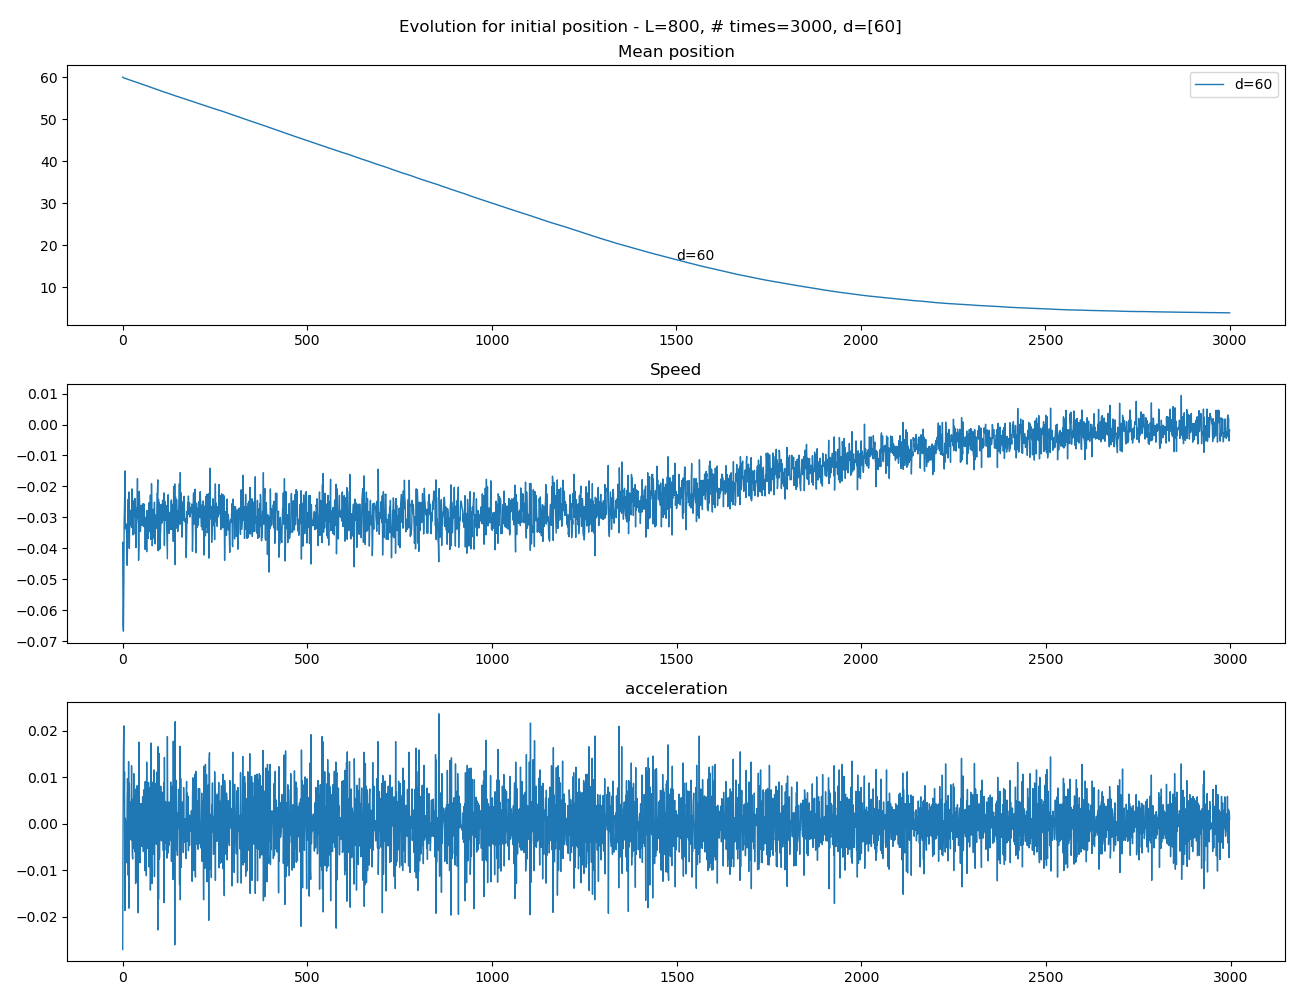 Evolution for initial position - L=800, # times=3000, d=[60]
Mean position
60
50
40
30
20
10
d=60
d=60
0 500 1000 1500 2000 2500 3000
Speed
0.01
0.00
−0.01
−0.02
−0.03
−0.04
−0.05
−0.06
−0.07
0 500 1000 1500 2000 2500 3000
acceleration
0.02
0.01
0.00
−0.01
−0.02
0 500 1000 1500 2000 2500 3000